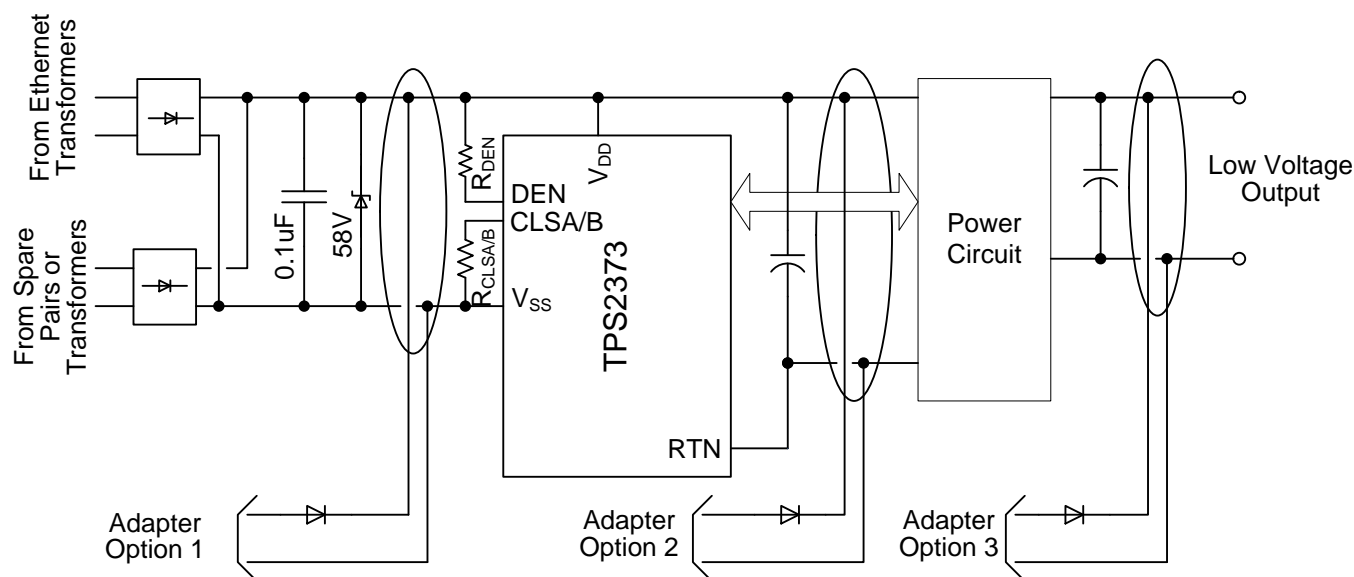 From Ethernet
Transformers
From Spare
Pairs or
Transformers
0.1uF
58V
RDEN
RCLSA/B
VDD
DEN
CLSA/B
VSS
TPS2373
RTN
Power
Circuit
Low Voltage
Output
Adapter
Option 1
Adapter
Option 2
Adapter
Option 3